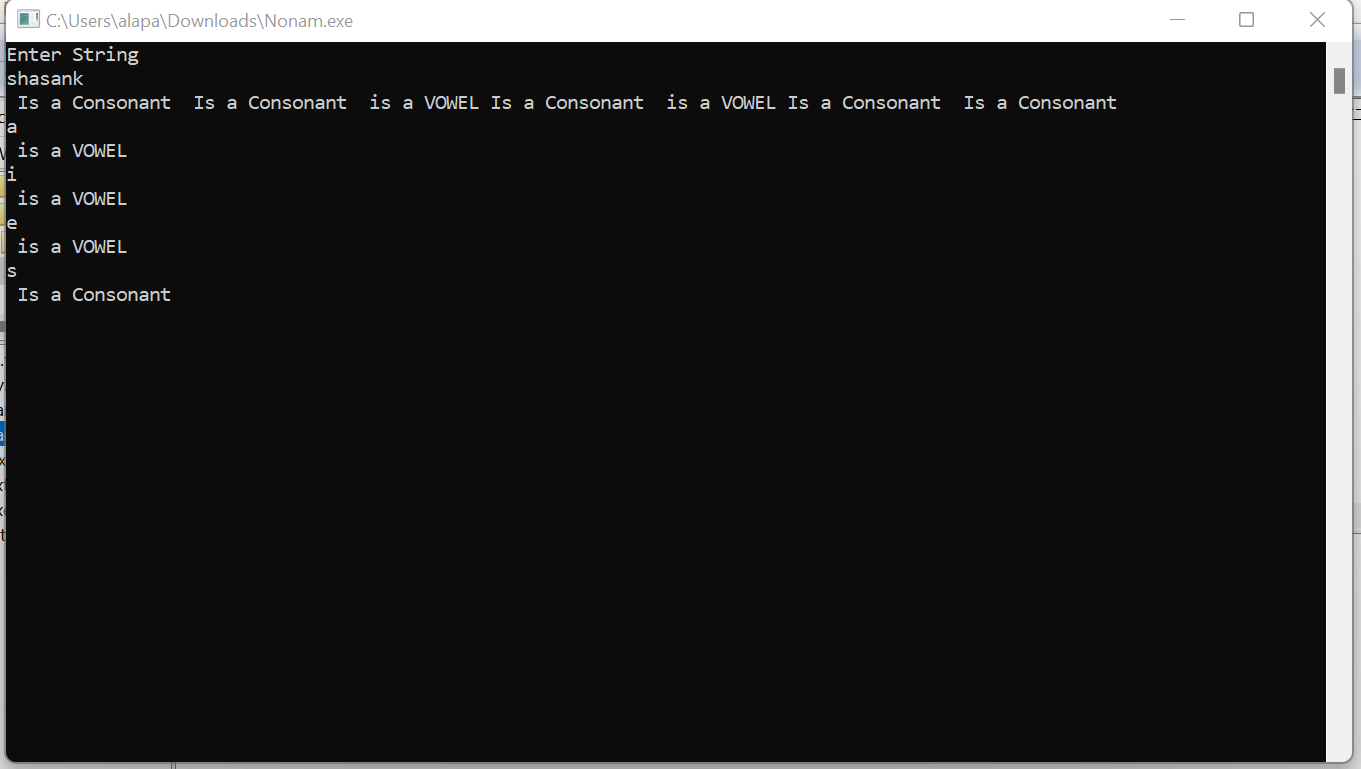 C:\Users\alapa\Downloads\Nonam.exe
Enter String
shasank
 Is a Consonant  Is a Consonant  is a VOWEL Is a Consonant  is a VOWEL Is a Consonant  Is a Consonant
a
 is a VOWEL
i
 is a VOWEL
e
 is a VOWEL
s
 Is a Consonant